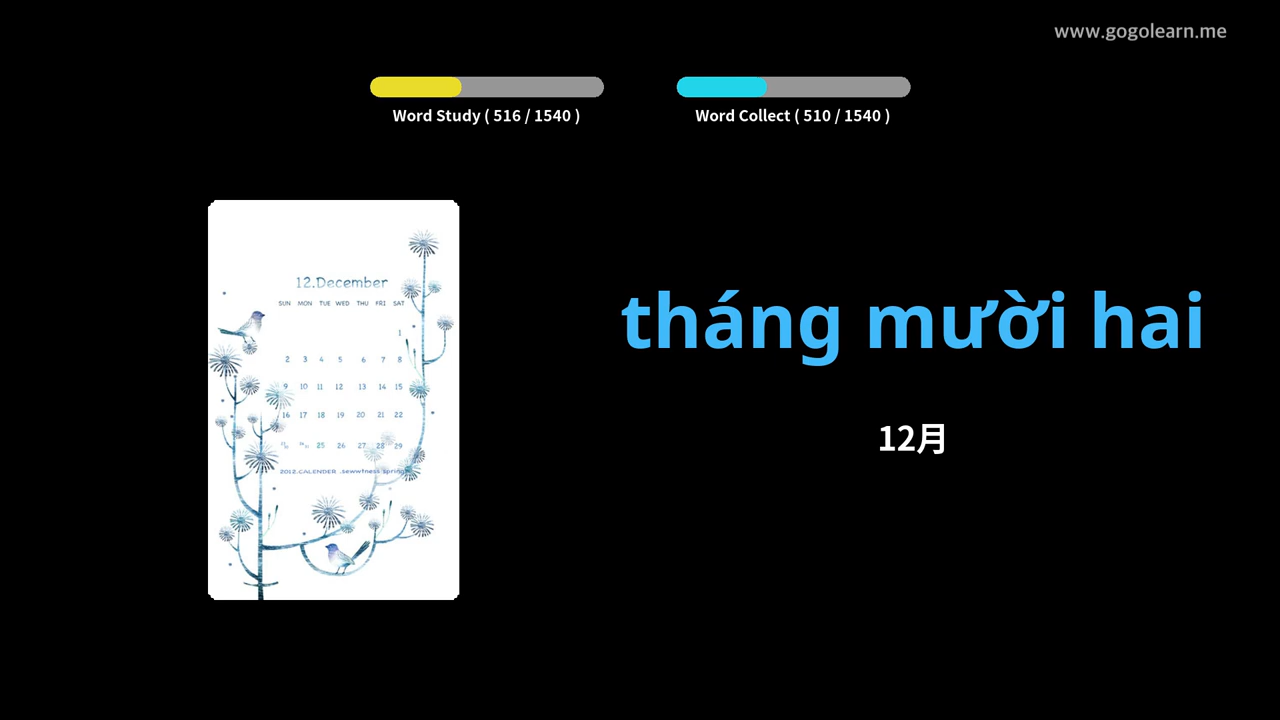 www.gogolearn.me
Word Study ( 516 / 1540 )
Word Collect ( 510 / 1540 )
12.December
SUN MON TUE WED THU FRI SAT
1
2 3 4 5 6 7 8
9 10 11 12 13 14 15
16 17 18 19 20 21 22
25 26 27 28 29
2012.CALENDER
tháng mười hai
12月